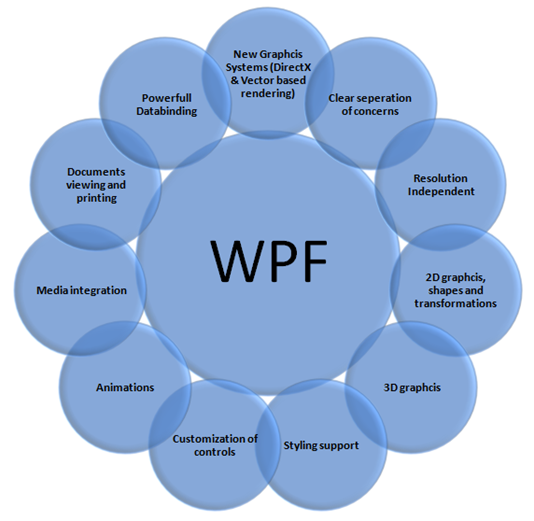 New Graphcis
Systems (DirectX
& Vector based
rendering)
Clear seperation
of concerns
Resolution
Independent
2D graphcis,
shapes and
transformations
3D graphcis
Styling support
Customization of
controls
Animations
Media integration
Documents
viewing and
printing
Powerfull
Databinding
WPF